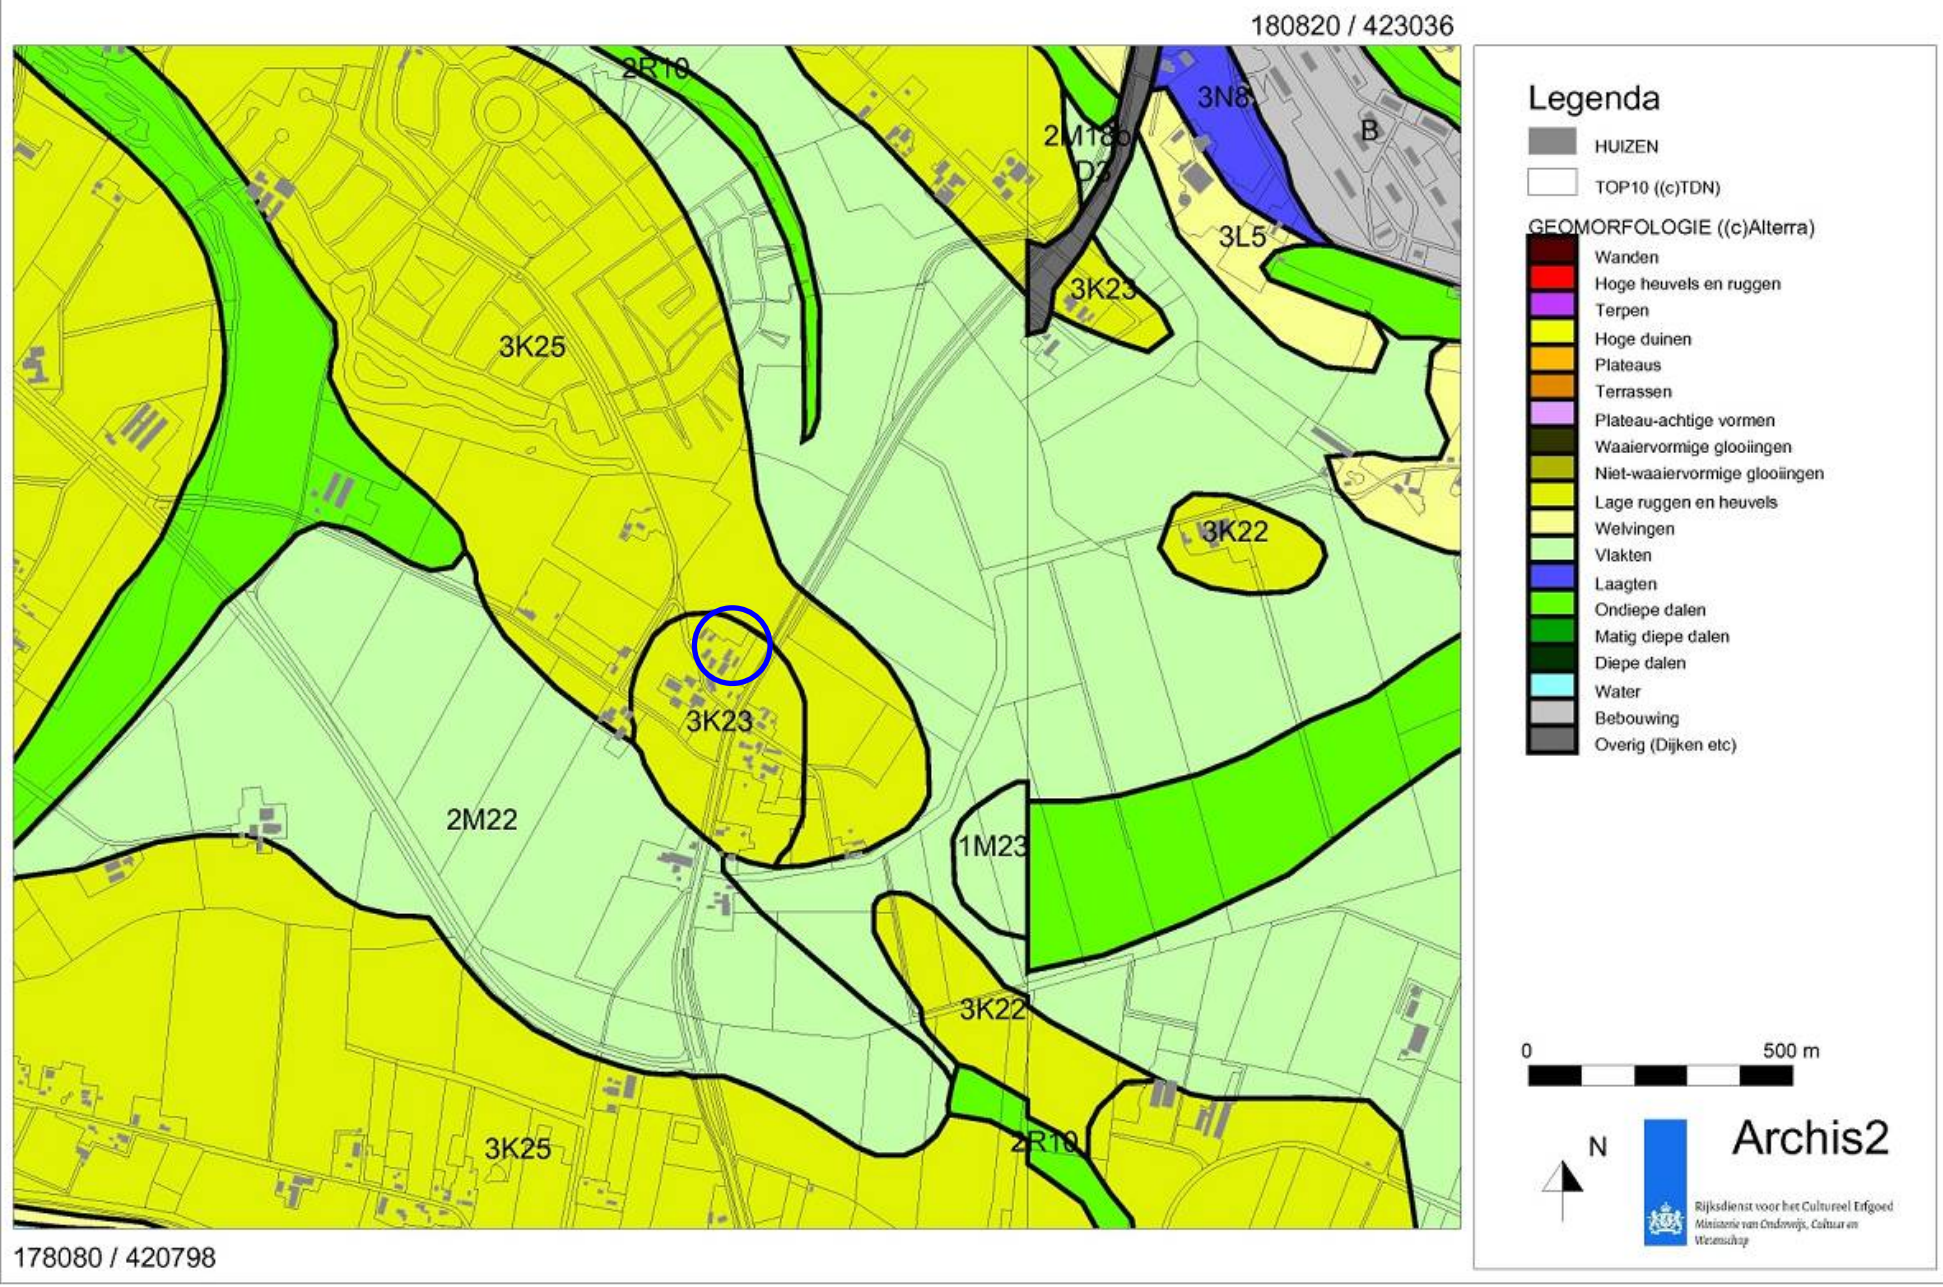 180820 / 423036
2R10
3N8
B
2M18b
D3
3L5
3K23
3K25
3K22
3K23
2M22
1M23
3K22
3K25
2R10
178080 / 420798
Legenda
HUIZEN
TOP10 ((c)TDN)
GEOMORFOLOGIE ((c)Alterra)
Wanden
Hoge heuvels en ruggen
Terpen
Hoge duinen
Plateaus
Terrassen
Plateau-achtige vormen
Waaiervormige glooiingen
Niet-waaiervormige glooiingen
Lage ruggen en heuvels
Welvingen
Vlakten
Laagten
Ondiepe dalen
Matig diepe dalen
Diepe dalen
Water
Bebouwing
Overig (Dijken etc)
0 500 m
N
Archis2
Rijksdienst voor het Cultureel Erfgoed
Ministerie van Onderwijs, Cultuur en
Wetenschap